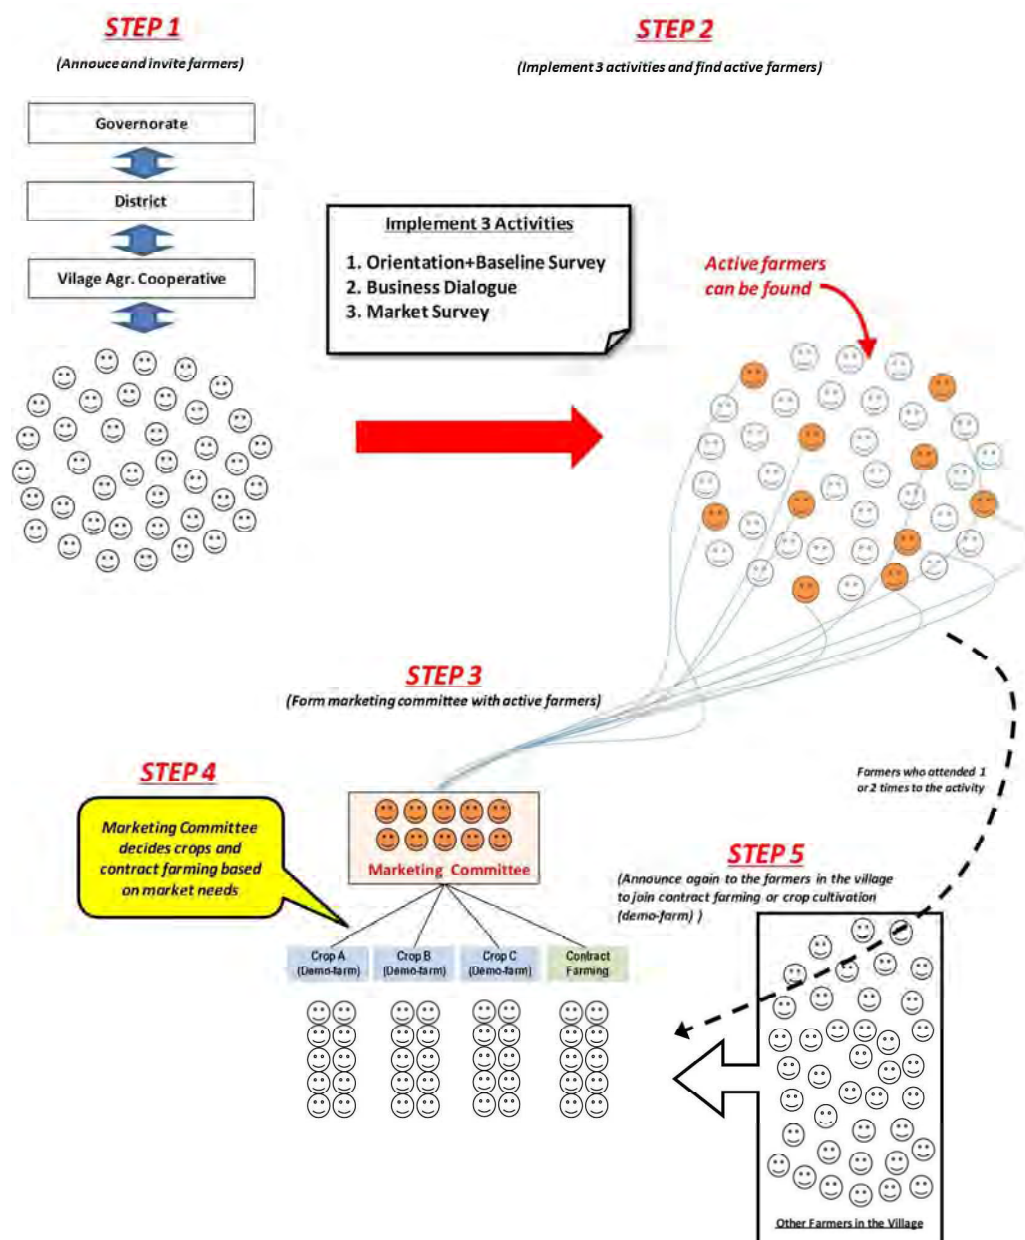 STEP 1
(Annouce and invite farmers)
Governorate
District
Vilage Agr. Cooperative
STEP 2
(Implement 3 activities and find active farmers)
Implement 3 Activities
1. Orientation+Baseline Survey
2. Business Dialogue
3. Market Survey
Active farmers
can be found
STEP 3
(Form marketing committee with active farmers)
STEP 4
Marketing Committee
decides crops and
contract farming based
on market needs
Marketing Committee
Crop A
(Demo-farm)
Crop B
(Demo-farm)
Crop C
(Demo-farm)
Contract
Farming
Farmers who attended 1
or 2 times to the activity
STEP 5
(Announce again to the farmers in the village
to join contract farming or crop cultivation
(demo-farm) )
Other Farmers in the Village